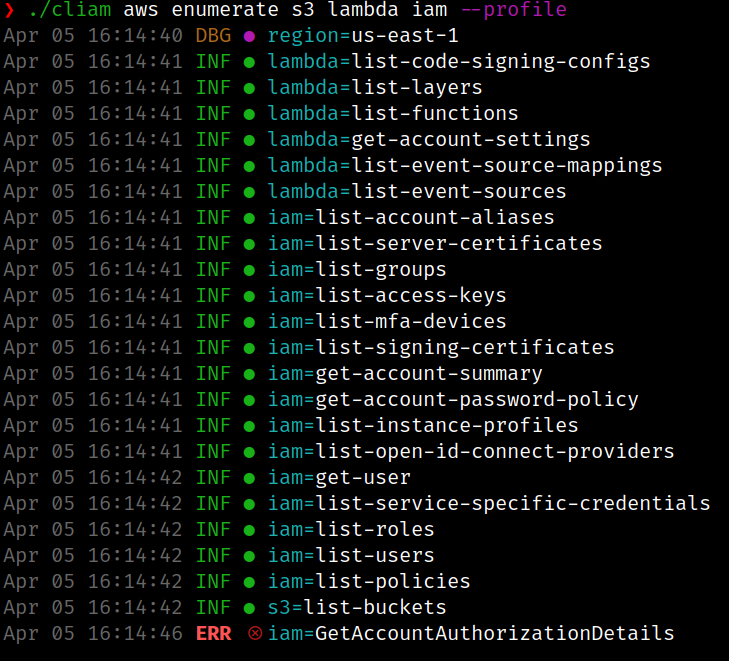 ❯ ./cliam aws enumerate s3 lambda iam --profile
Apr 05 16:14:40 DBG ● region=us-east-1
Apr 05 16:14:41 INF ● lambda=list-code-signing-configs
Apr 05 16:14:41 INF ● lambda=list-layers
Apr 05 16:14:41 INF ● lambda=list-functions
Apr 05 16:14:41 INF ● lambda=get-account-settings
Apr 05 16:14:41 INF ● lambda=list-event-source-mappings
Apr 05 16:14:41 INF ● lambda=list-event-sources
Apr 05 16:14:41 INF ● iam=list-account-aliases
Apr 05 16:14:41 INF ● iam=list-server-certificates
Apr 05 16:14:41 INF ● iam=list-groups
Apr 05 16:14:41 INF ● iam=list-access-keys
Apr 05 16:14:41 INF ● iam=list-mfa-devices
Apr 05 16:14:41 INF ● iam=list-signing-certificates
Apr 05 16:14:41 INF ● iam=get-account-summary
Apr 05 16:14:41 INF ● iam=get-account-password-policy
Apr 05 16:14:41 INF ● iam=list-instance-profiles
Apr 05 16:14:41 INF ● iam=list-open-id-connect-providers
Apr 05 16:14:42 INF ● iam=get-user
Apr 05 16:14:42 INF ● iam=list-service-specific-credentials
Apr 05 16:14:42 INF ● iam=list-roles
Apr 05 16:14:42 INF ● iam=list-users
Apr 05 16:14:42 INF ● iam=list-policies
Apr 05 16:14:42 INF ● s3=list-buckets
Apr 05 16:14:46 ERR ⊗ iam=GetAccountAuthorizationDetails